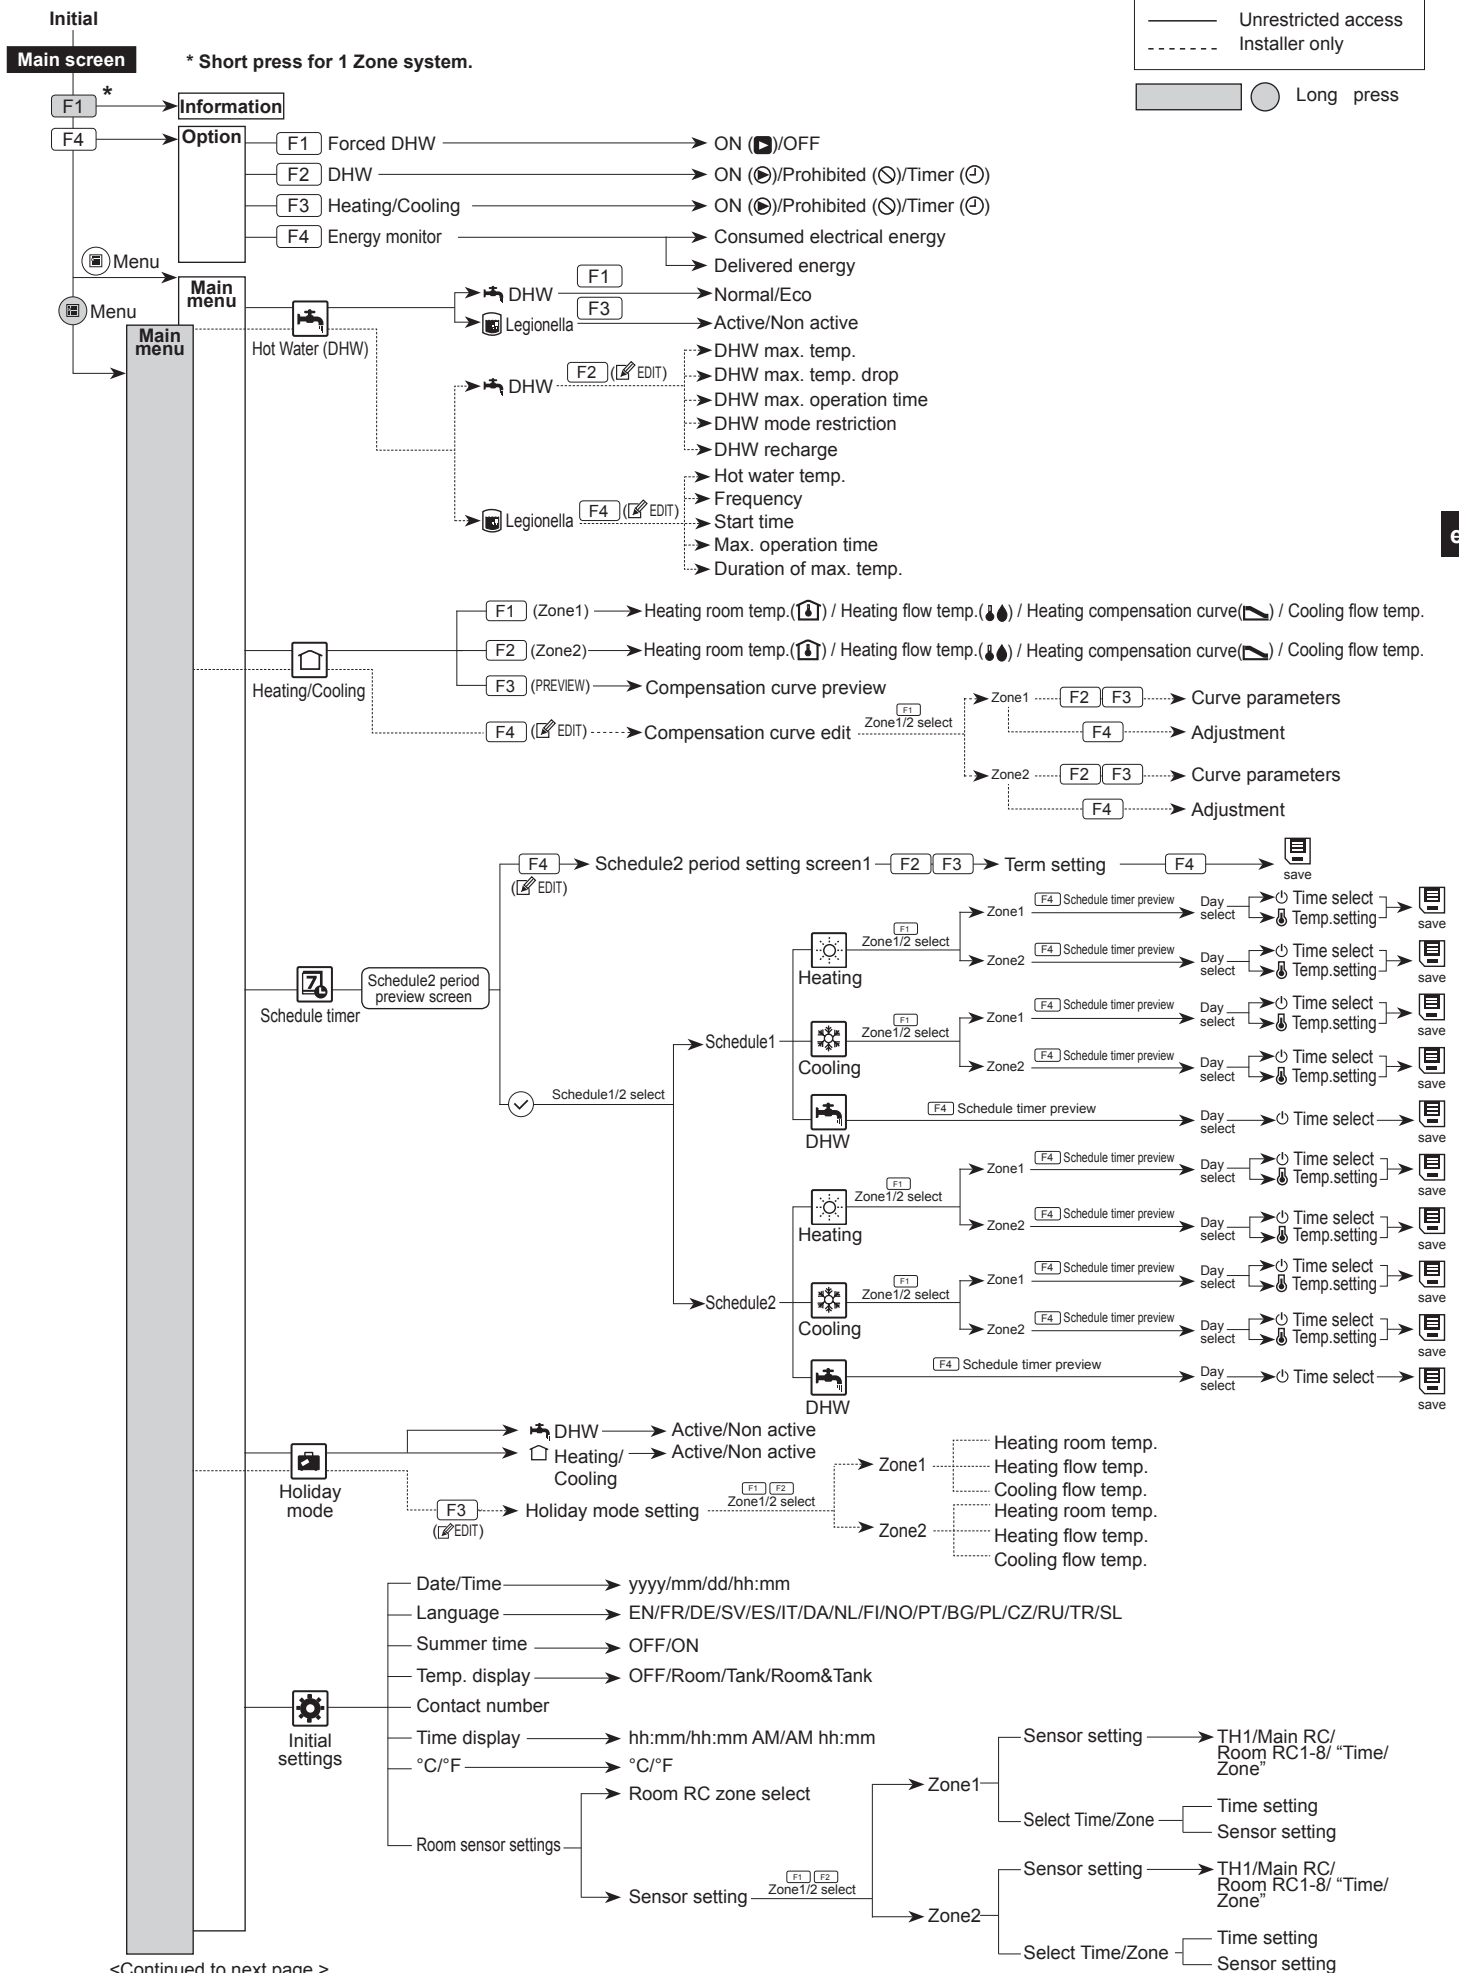 Initial
Main screen
* Short press for 1 Zone system.
Unrestricted access
Installer only
Long press
F1 * Information
F4 Option
F1 Forced DHW ON ( )/OFF
F2 DHW ON ( )/Prohibited ( )/Timer ( )
F3 Heating/Cooling ON ( )/Prohibited ( )/Timer ( )
F4 Energy monitor Consumed electrical energy
Delivered energy
Menu
Main
menu
Menu
Main
menu
Hot Water (DHW)
DHW F1 Normal/Eco
Legionella F3 Active/Non active
DHW F2 ( EDIT)
DHW max. temp.
DHW max. temp. drop
DHW max. operation time
DHW mode restriction
DHW recharge
Legionella F4 ( EDIT)
Hot water temp.
Frequency
Start time
Max. operation time
Duration of max. temp.
e
Heating/Cooling
F1 (Zone1) Heating room temp.( ) / Heating flow temp.( ) / Heating compensation curve( ) / Cooling flow temp.
F2 (Zone2) Heating room temp.( ) / Heating flow temp.( ) / Heating compensation curve( ) / Cooling flow temp.
F3 (PREVIEW) Compensation curve preview
F4 ( EDIT) Compensation curve edit
F1
Zone1/2 select
Zone1 F2 F3 Curve parameters
F4 Adjustment
Zone2 F2 F3 Curve parameters
F4 Adjustment
7
Schedule timer
Schedule2 period
preview screen
F4 Schedule2 period setting screen1 F2 F3 Term setting F4 save
( EDIT)
Schedule1/2 select
Schedule1
Heating
F1
Zone1/2 select
Zone1 F4 Schedule timer preview Day select Time select
Temp.setting save
Zone2 F4 Schedule timer preview Day select Time select
Temp.setting save
Cooling
F1
Zone1/2 select
Zone1 F4 Schedule timer preview Day select Time select
Temp.setting save
Zone2 F4 Schedule timer preview Day select Time select
Temp.setting save
DHW
F4 Schedule timer preview Day select Time select save
Schedule2
Heating
F1
Zone1/2 select
Zone1 F4 Schedule timer preview Day select Time select
Temp.setting save
Zone2 F4 Schedule timer preview Day select Time select
Temp.setting save
Cooling
F1
Zone1/2 select
Zone1 F4 Schedule timer preview Day select Time select
Temp.setting save
Zone2 F4 Schedule timer preview Day select Time select
Temp.setting save
DHW
F4 Schedule timer preview Day select Time select save
Holiday
mode
DHW Active/Non active
Heating/ Active/Non active
Cooling
F3 Holiday mode setting
( EDIT)
F1 F2
Zone1/2 select
Zone1
Heating room temp.
Heating flow temp.
Cooling flow temp.
Zone2
Heating room temp.
Heating flow temp.
Cooling flow temp.
Initial
settings
Date/Time yyyy/mm/dd/hh:mm
Language EN/FR/DE/SV/ES/IT/DA/NL/FI/NO/PT/BG/PL/CZ/RU/TR/SL
Summer time OFF/ON
Temp. display OFF/Room/Tank/Room&Tank
Contact number
Time display hh:mm/hh:mm AM/AM hh:mm
°C/°F °C/°F
Room sensor settings
Room RC zone select
Sensor setting
F1 F2
Zone1/2 select
Zone1
Sensor setting TH1/Main RC/
Room RC1-8/ “Time/
Zone”
Select Time/Zone Time setting
Sensor setting
Zone2
Sensor setting TH1/Main RC/
Room RC1-8/ “Time/
Zone”
Select Time/Zone Time setting
Sensor setting
<Continued to next page.>